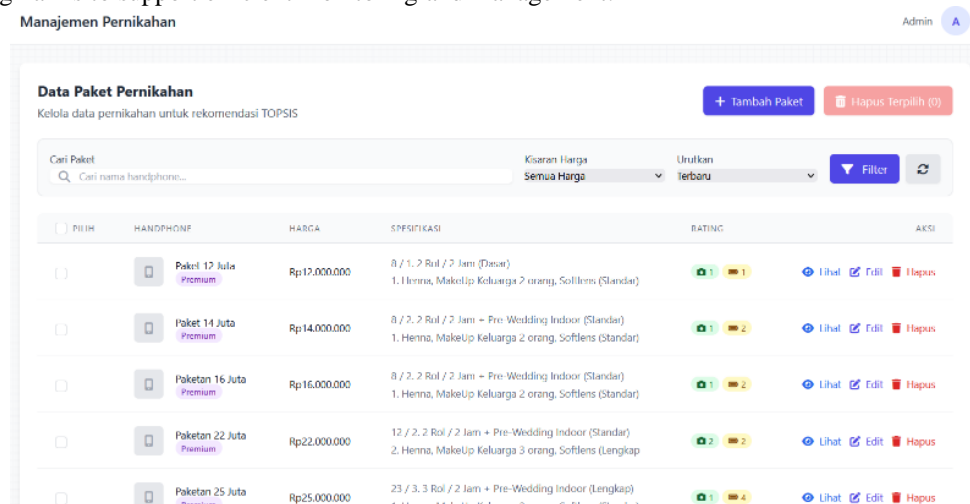 Manajemen Pernikahan
Admin A
Data Paket Pernikahan
Kelola data pernikahan untuk rekomendasi TOPSIS
+ Tambah Paket
Hapus Terpilih (0)
Cari Paket
Cari nama handphone...
Kisaran Harga
Semua Harga
Urutkan
Terbaru
Filter
PILIH HANDPHONE HARGA SPESIFIKASI RATING AKSI
Paket 12 Juta
Premium
Rp12.000.000
8 / 1. 2 Rol / 2 Jam (Dasar)
1. Henna, MakeUp Keluarga 2 orang, Softlens (Standar)
1 1
Lihat Edit Hapus
Paket 14 Juta
Premium
Rp14.000.000
8 / 2. 2 Rol / 2 Jam + Pre-Wedding Indoor (Standar)
1. Henna, MakeUp Keluarga 2 orang, Softlens (Standar)
1 2
Lihat Edit Hapus
Paketan 16 Juta
Premium
Rp16.000.000
8 / 2. 2 Rol / 2 Jam + Pre-Wedding Indoor (Standar)
1. Henna, MakeUp Keluarga 2 orang, Softlens (Standar)
1 2
Lihat Edit Hapus
Paketan 22 Juta
Premium
Rp22.000.000
12 / 2. 2 Rol / 2 Jam + Pre-Wedding Indoor (Standar)
2. Henna, MakeUp Keluarga 3 orang, Softlens (Lengkap
2 2
Lihat Edit Hapus
Paketan 25 Juta
Rp25.000.000
23 / 3. 3 Rol / 2 Jam + Pre-Wedding Indoor (Lengkap)
1 4
Lihat Edit Hapus